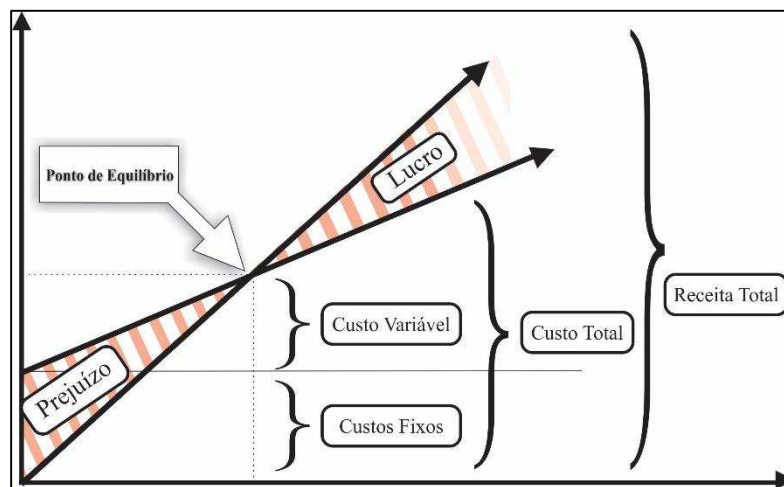 Ponto de Equilíbrio
Lucro
Receita Total
Custo Variável
Custo Total
Prejuízo
Custos Fixos